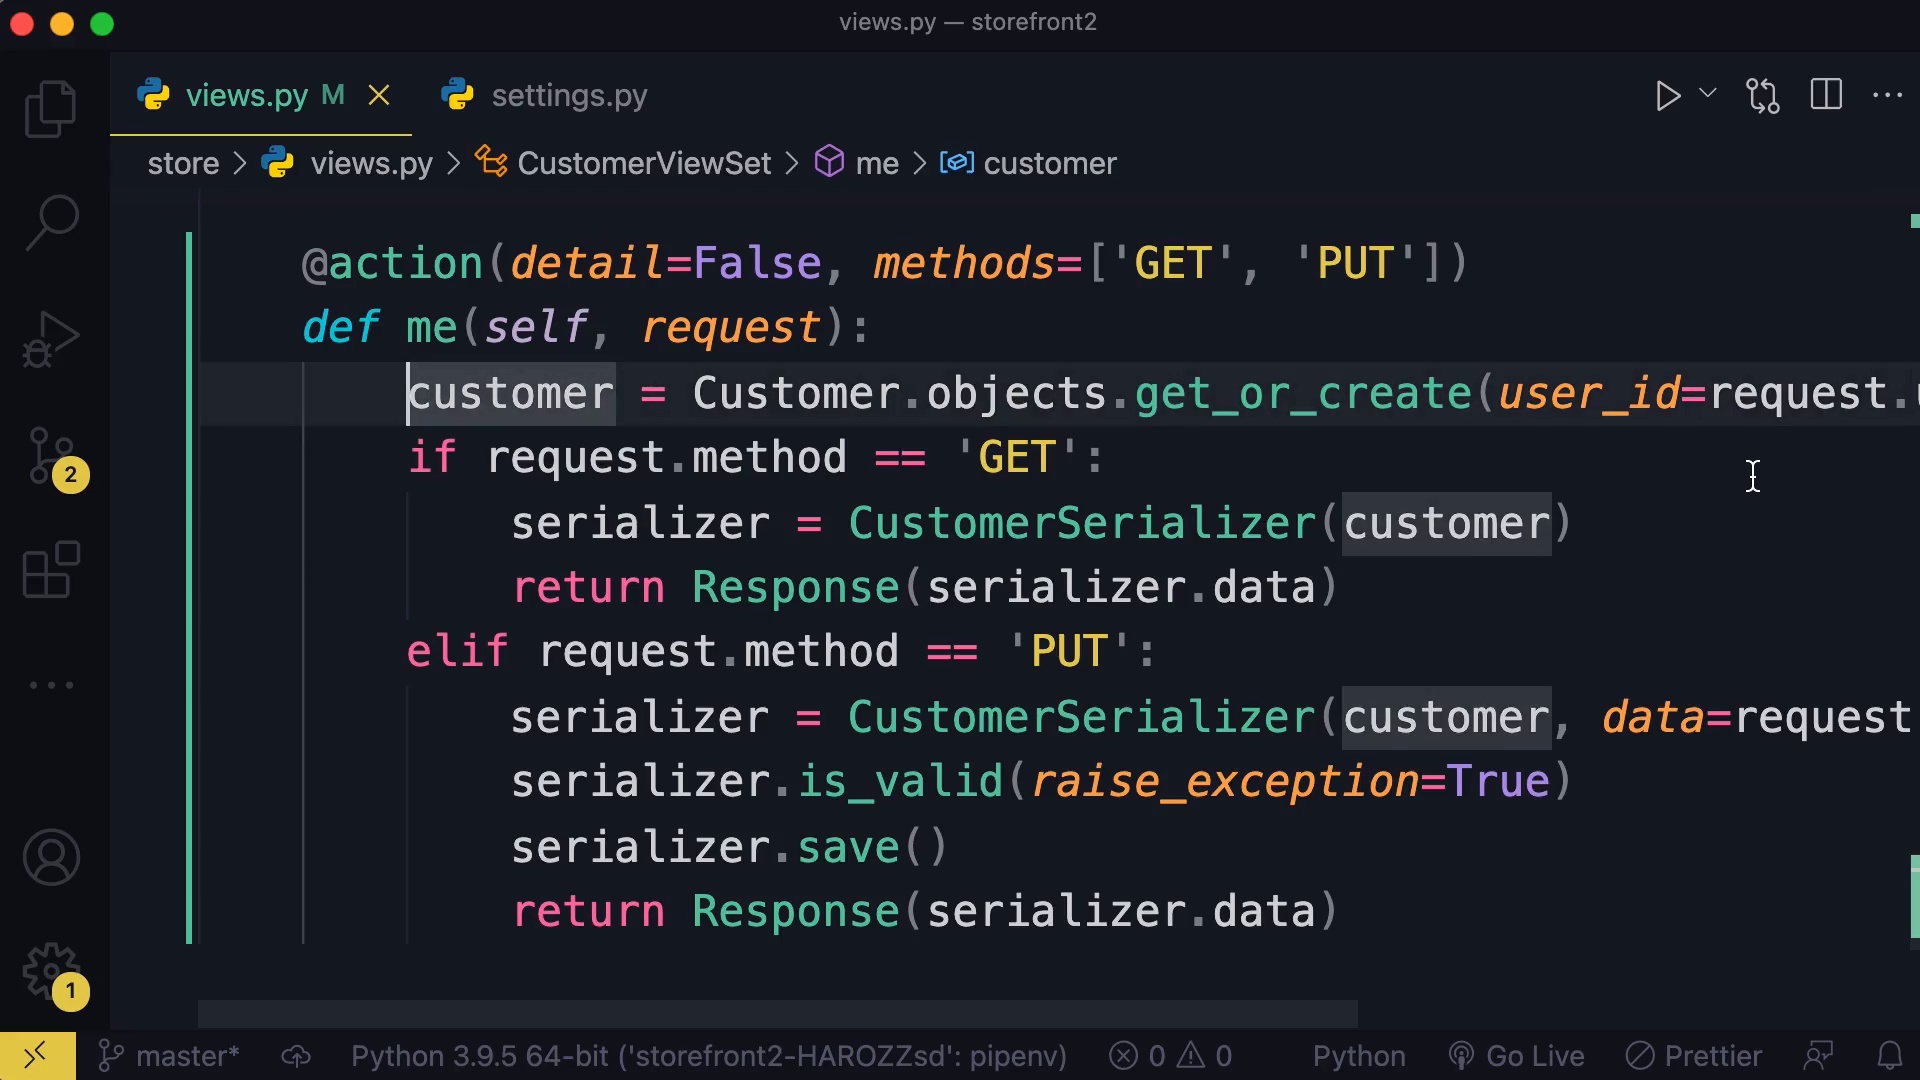 views.py — storefront2
views.py M settings.py
store > views.py > CustomerViewSet > me > customer
@action(detail=False, methods=['GET', 'PUT'])
def me(self, request):
customer = Customer.objects.get_or_create(user_id=request.
if request.method == 'GET':
serializer = CustomerSerializer(customer)
return Response(serializer.data)
elif request.method == 'PUT':
serializer = CustomerSerializer(customer, data=request
serializer.is_valid(raise_exception=True)
serializer.save()
return Response(serializer.data)
2
1
master* Python 3.9.5 64-bit ('storefront2-HAROZZsd': pipenv) 0 0 Python Go Live Prettier